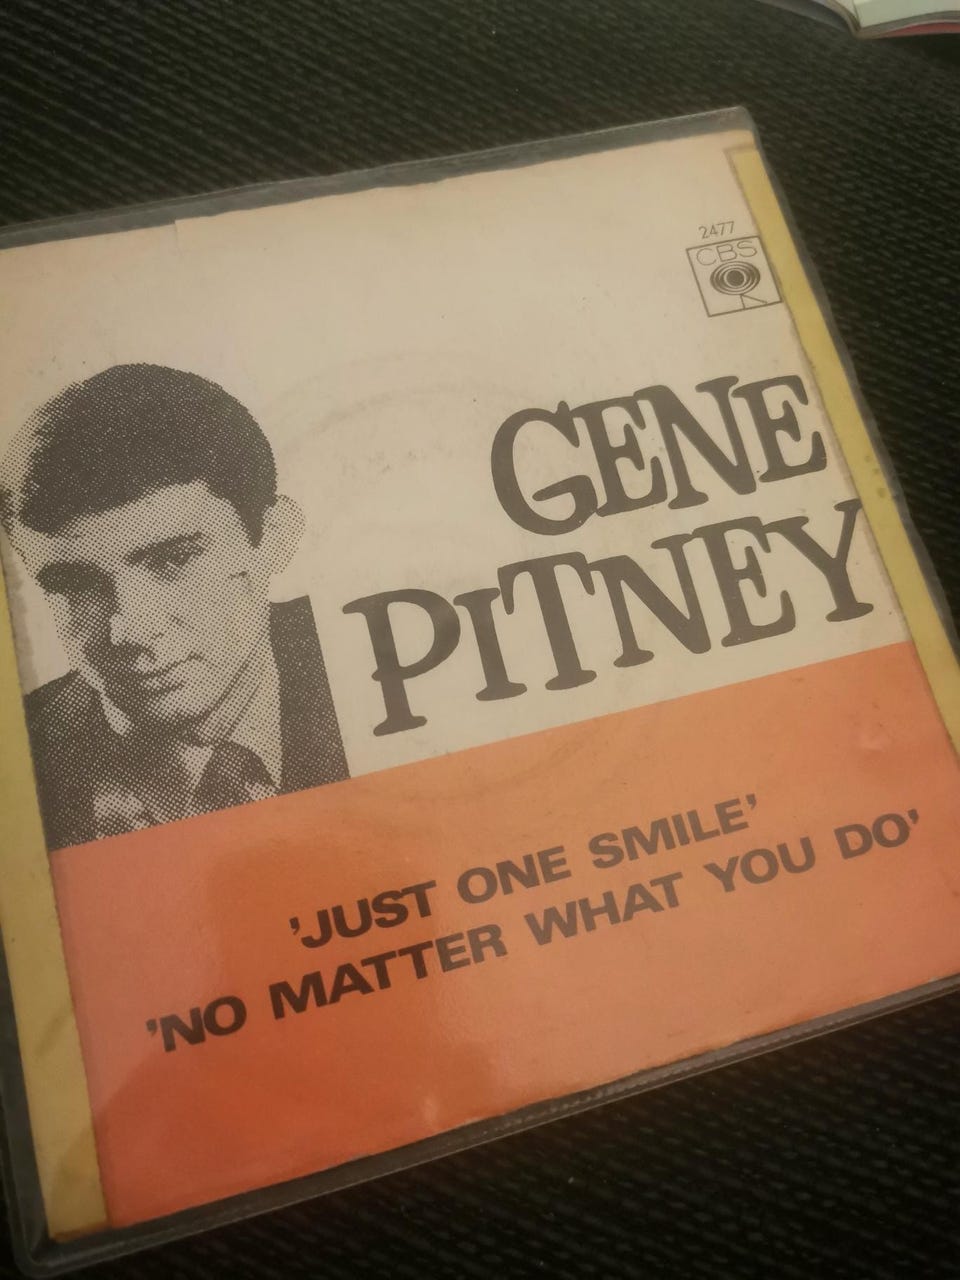 2477
CBS
GENE
PITNEY
'JUST ONE SMILE'
'NO MATTER WHAT YOU DO'